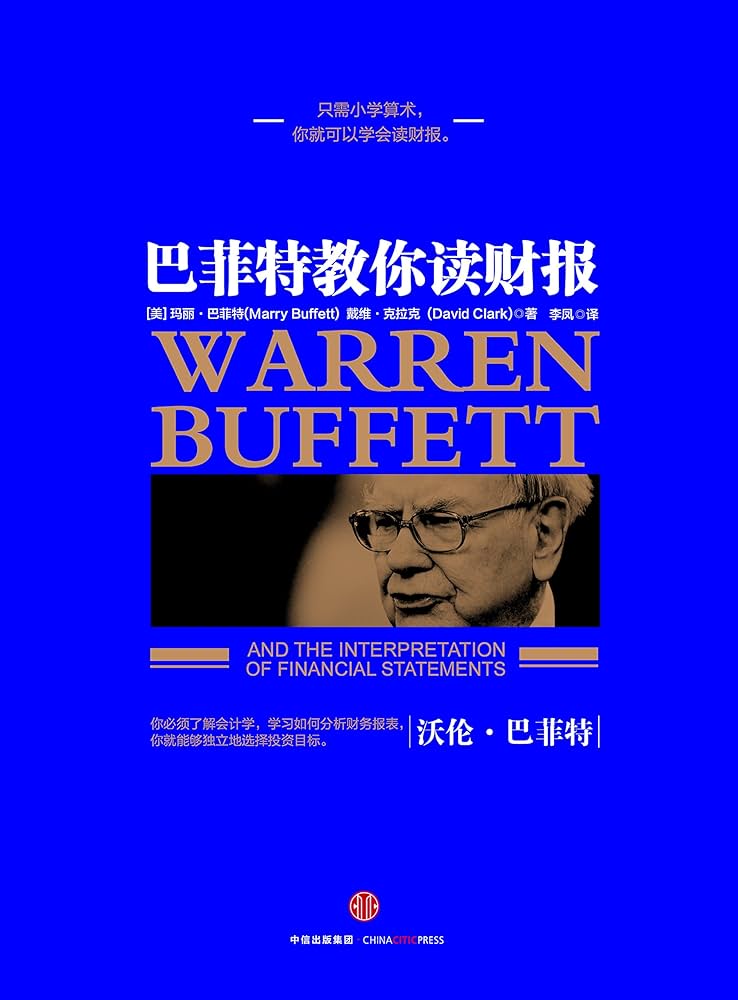 只需小学算术，
你就可以学会读财报。
巴菲特教你读财报
[美] 玛丽·巴菲特(Marry Buffett) 戴维·克拉克 (David Clark)◎著 李凤◎译
WARREN
BUFFETT
AND THE INTERPRETATION
OF FINANCIAL STATEMENTS
你必须了解会计学，学习如何分析财务报表，
你就能够独立地选择投资目标。
沃伦·巴菲特
中信出版集团·CHINACITICPRESS